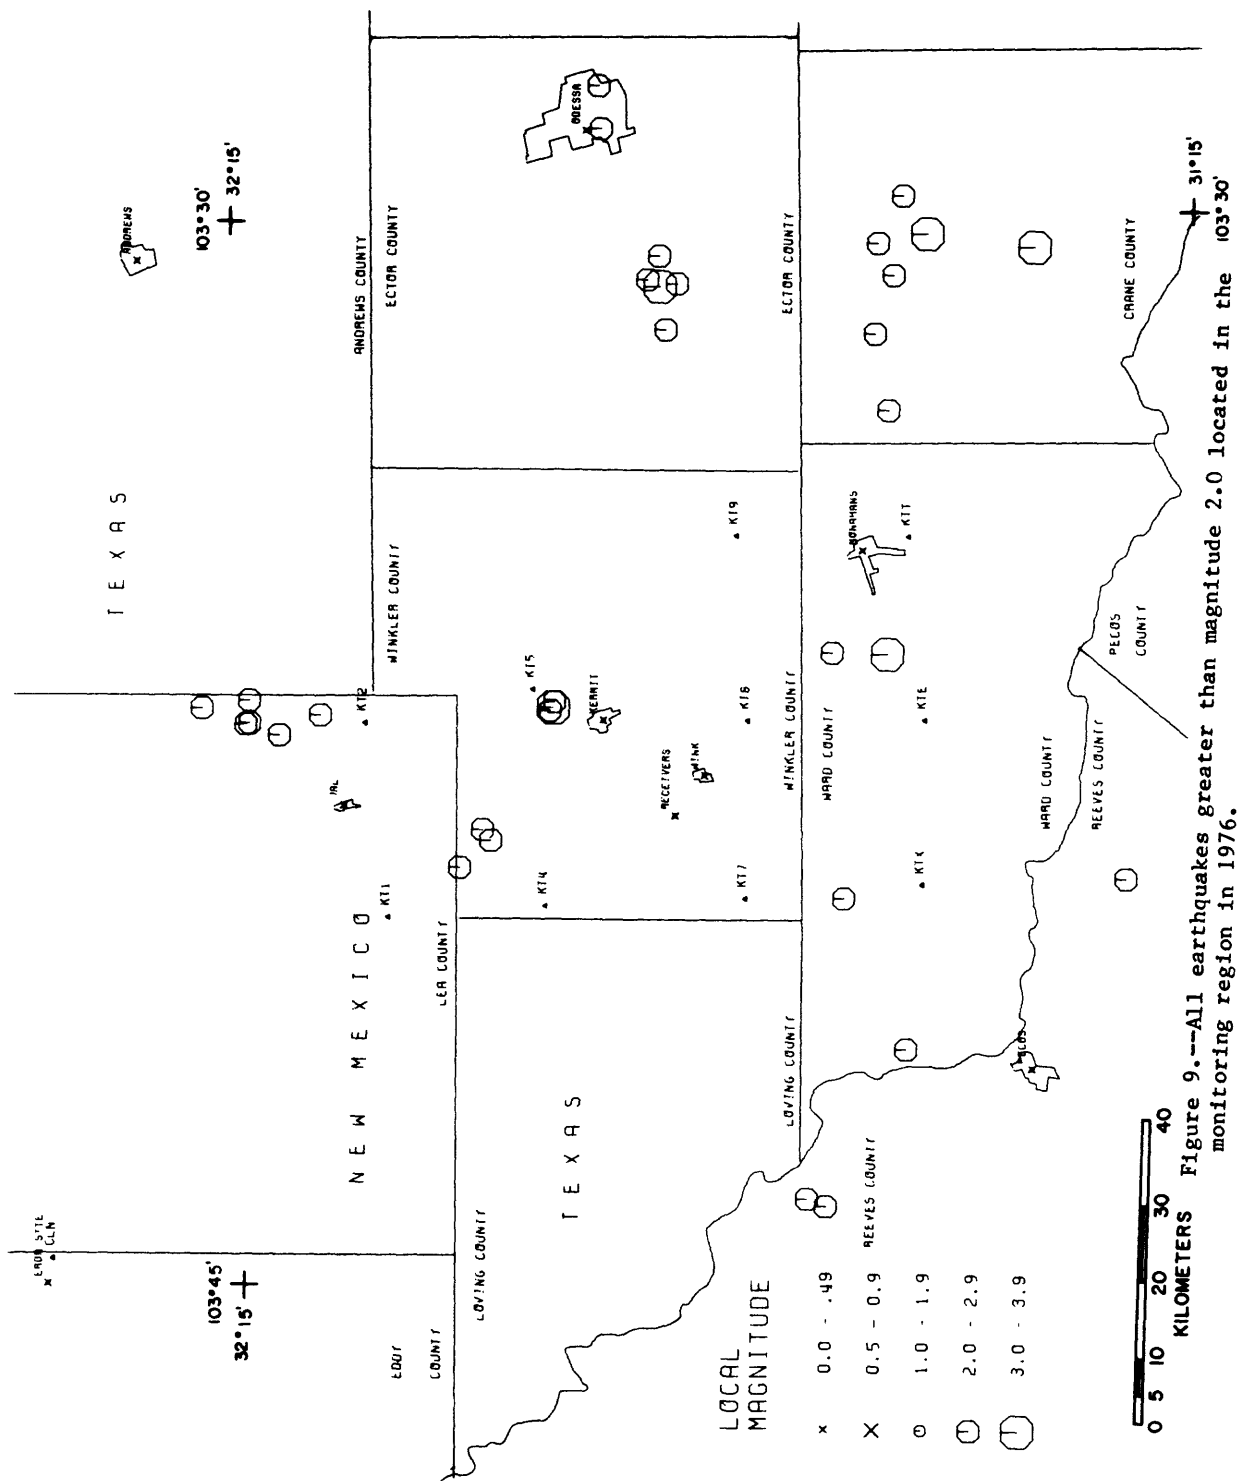 ANDREWS
103°30'
32°15'
TEXAS
ANDREWS COUNTY
ECTOR COUNTY
ODESSA
ECTOR COUNTY
CRANE COUNTY
31°15'
103°30'
WINKLER COUNTY
KT2
KT5
KERMIT
KT9
RECEIVERS
WINK
KT8
WINKLER COUNTY
WARD COUNTY
MONAHANS
KTT
KTE
PECOS
COUNTY
WARD COUNTY
REEVES COUNTY
JAL
KT1
NEW MEXICO
LEA COUNTY
KT4
KT7
KTX
LOVING COUNTY
TEXAS
PECOS
CLN
103°45'
32°15'
EDDY
COUNTY
LOVING COUNTY
REEVES COUNTY
LOCAL
MAGNITUDE
0.0 - .49
0.5 - 0.9
1.0 - 1.9
2.0 - 2.9
3.0 - 3.9
0 5 10 20 30 40
KILOMETERS
Figure 9.--All earthquakes greater than magnitude 2.0 located in the
monitoring region in 1976.